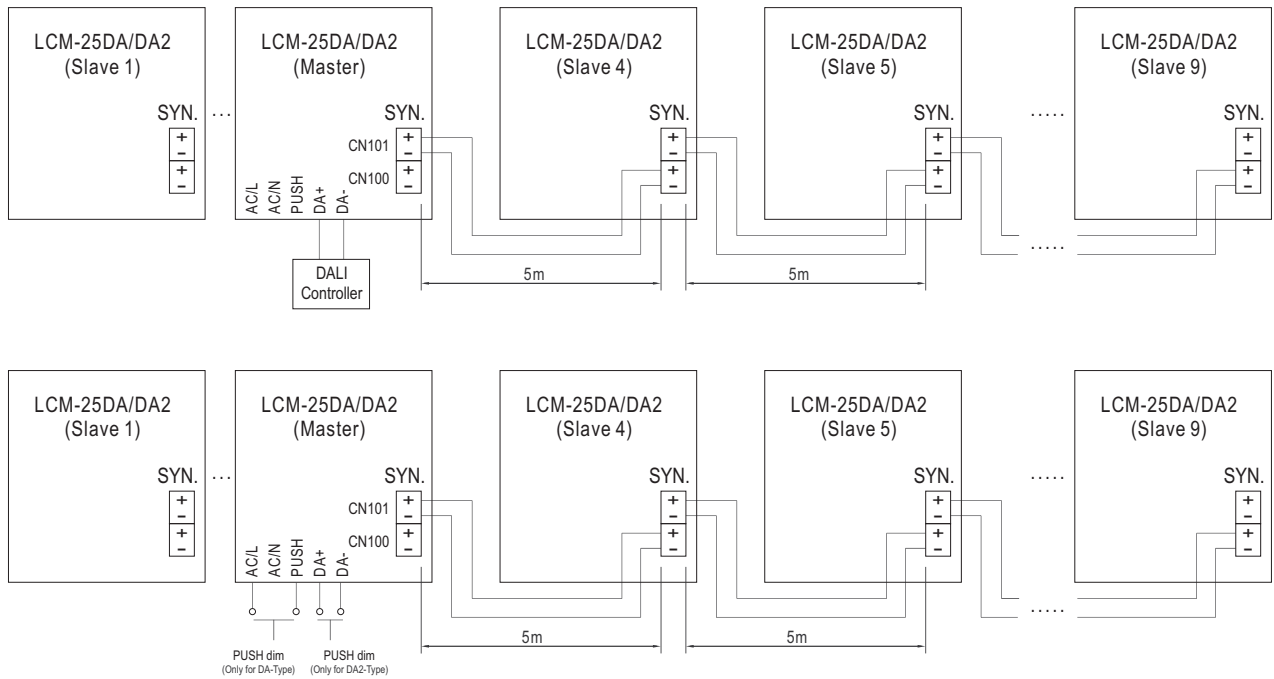 LCM-25DA/DA2
(Slave 1)
SYN.
+
-
+
-
.....
LCM-25DA/DA2
(Master)
SYN.
CN101
+
-
CN100
+
-
AC/L
AC/N
PUSH
DA+
DA-
DALI
Controller
LCM-25DA/DA2
(Slave 4)
SYN.
+
-
+
-
5m
LCM-25DA/DA2
(Slave 5)
SYN.
+
-
+
-
5m
.....
.....
LCM-25DA/DA2
(Slave 9)
SYN.
+
-
+
-
LCM-25DA/DA2
(Slave 1)
SYN.
+
-
+
-
...
LCM-25DA/DA2
(Master)
SYN.
CN101
+
-
CN100
+
-
AC/L
AC/N
PUSH
DA+
DA-
PUSH dim
(Only for DA-Type)
PUSH dim
(Only for DA2-Type)
LCM-25DA/DA2
(Slave 4)
SYN.
+
-
+
-
5m
LCM-25DA/DA2
(Slave 5)
SYN.
+
-
+
-
5m
.....
.....
LCM-25DA/DA2
(Slave 9)
SYN.
+
-
+
-